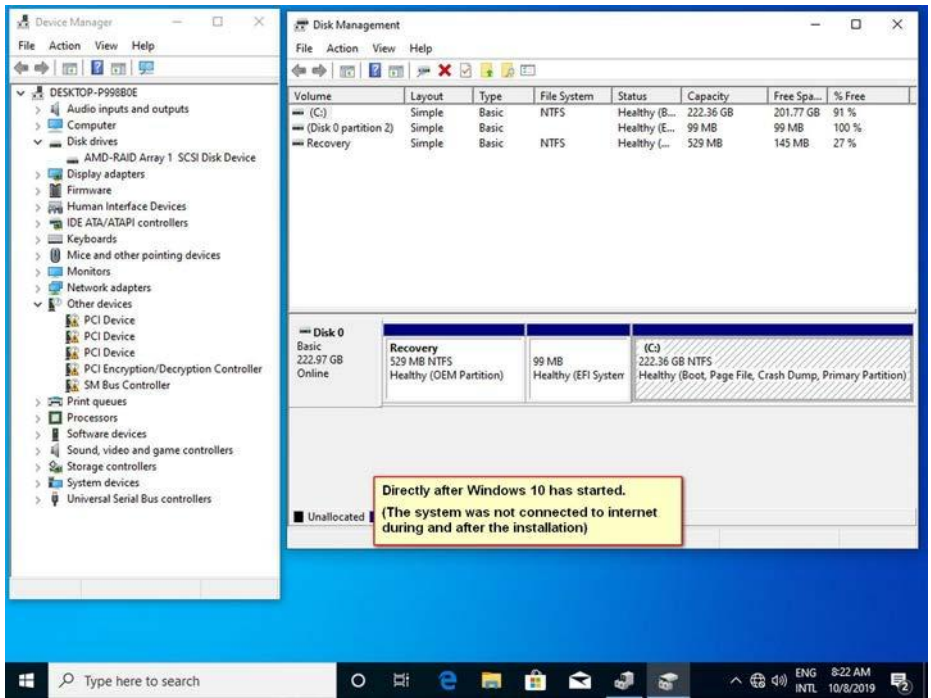 Device Manager
File Action View Help
DESKTOP-P998B0E
Audio inputs and outputs
Computer
Disk drives
AMD-RAID Array 1 SCSI Disk Device
Display adapters
Firmware
Human Interface Devices
IDE ATA/ATAPI controllers
Keyboards
Mice and other pointing devices
Monitors
Network adapters
Other devices
PCI Device
PCI Device
PCI Device
PCI Encryption/Decryption Controller
SM Bus Controller
Print queues
Processors
Software devices
Sound, video and game controllers
Storage controllers
System devices
Universal Serial Bus controllers
Disk Management
File Action View Help
Volume Layout Type File System Status Capacity Free Spa... % Free
(C:) Simple Basic NTFS Healthy (B... 222.36 GB 201.77 GB 91 %
(Disk 0 partition 2) Simple Basic Healthy (E... 99 MB 99 MB 100 %
Recovery Simple Basic NTFS Healthy (... 529 MB 145 MB 27 %
Disk 0
Basic
222.97 GB
Online
Recovery
529 MB NTFS
Healthy (OEM Partition)
99 MB
Healthy (EFI System
(C:)
222.36 GB NTFS
Healthy (Boot, Page File, Crash Dump, Primary Partition)
Unallocated
Directly after Windows 10 has started.
(The system was not connected to internet
during and after the installation)
Type here to search
ENG
INTL
8:22 AM
10/8/2019
2